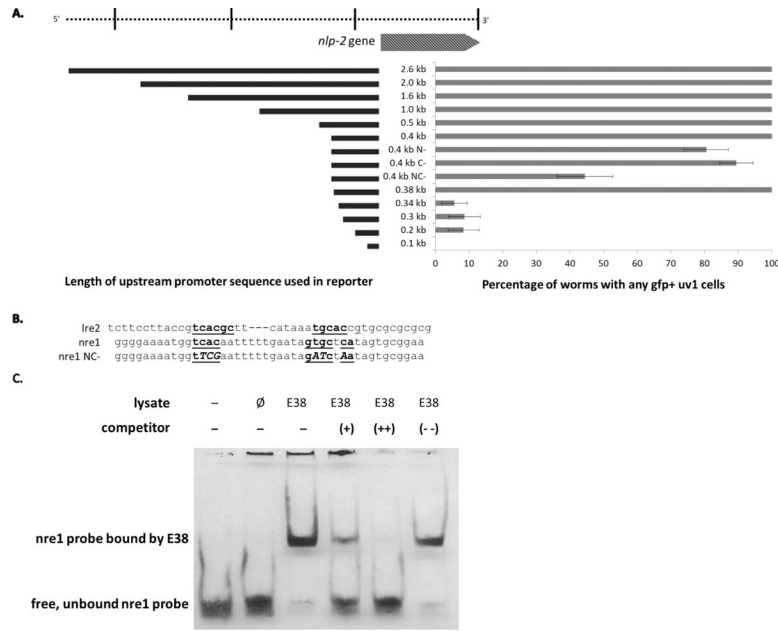 A.
5′ 3′
nlp-2 gene
2.6 kb
2.0 kb
1.6 kb
1.0 kb
0.5 kb
0.4 kb
0.4 kb N-
0.4 kb C-
0.4 kb NC-
0.38 kb
0.34 kb
0.3 kb
0.2 kb
0.1 kb
0 10 20 30 40 50 60 70 80 90 100
Length of upstream promoter sequence used in reporter
Percentage of worms with any gfp+ uv1 cells
B.
lre2 tcttccttaccgtcacgctt---cataaatgcaccgtgcgcgcgcg
nre1 ggggaaaatggtcacaatttttgaatagtgctcatagtgcggaa
nre1 NC- ggggaaaatggtTCGaatttttgaatagATctAatagtgcggaa
C.
lysate – Ø E38 E38 E38 E38
competitor – – – (+) (++) (- -)
nre1 probe bound by E38
free, unbound nre1 probe